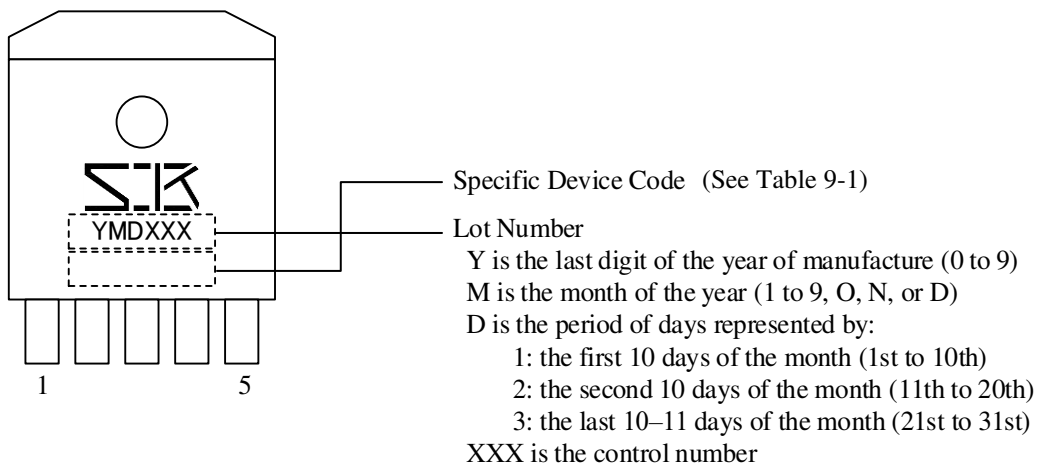 SK
YMDXXX
1 5
Specific Device Code (See Table 9-1)
Lot Number
Y is the last digit of the year of manufacture (0 to 9)
M is the month of the year (1 to 9, O, N, or D)
D is the period of days represented by:
1: the first 10 days of the month (1st to 10th)
2: the second 10 days of the month (11th to 20th)
3: the last 10–11 days of the month (21st to 31st)
XXX is the control number